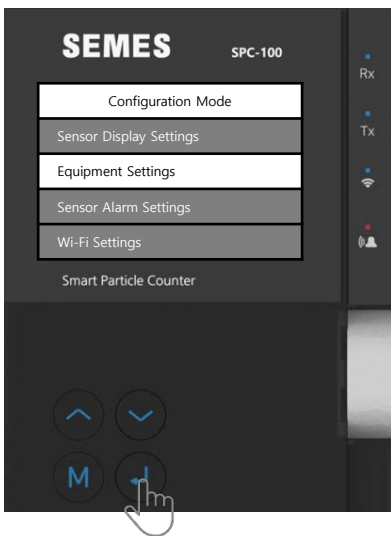 SEMES SPC-100
Rx
Configuration Mode
Sensor Display Settings
Tx
Equipment Settings
Sensor Alarm Settings
Wi-Fi Settings
Smart Particle Counter
M